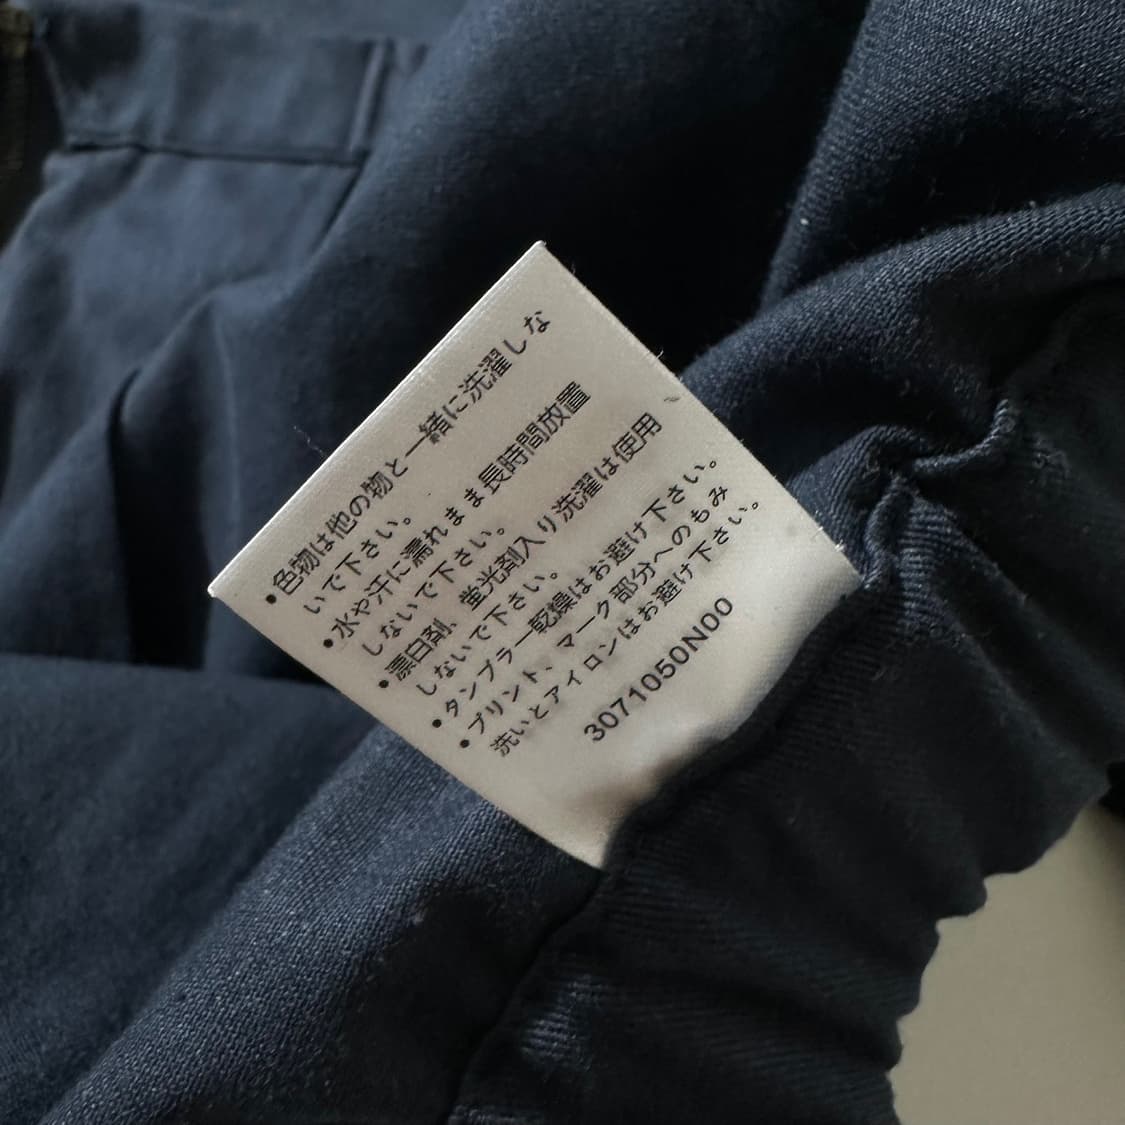 ・色物は他の物と一緒に洗濯しな
いで下さい。
・水や汗に濡れまま長時間放置
しないで下さい。
・漂白剤、蛍光剤入り洗濯は使用
しないで下さい。
・タンブラー乾燥はお避け下さい。
・プリント、マーク部分へのもみ
洗いとアイロンはお避け下さい。
3071050N00